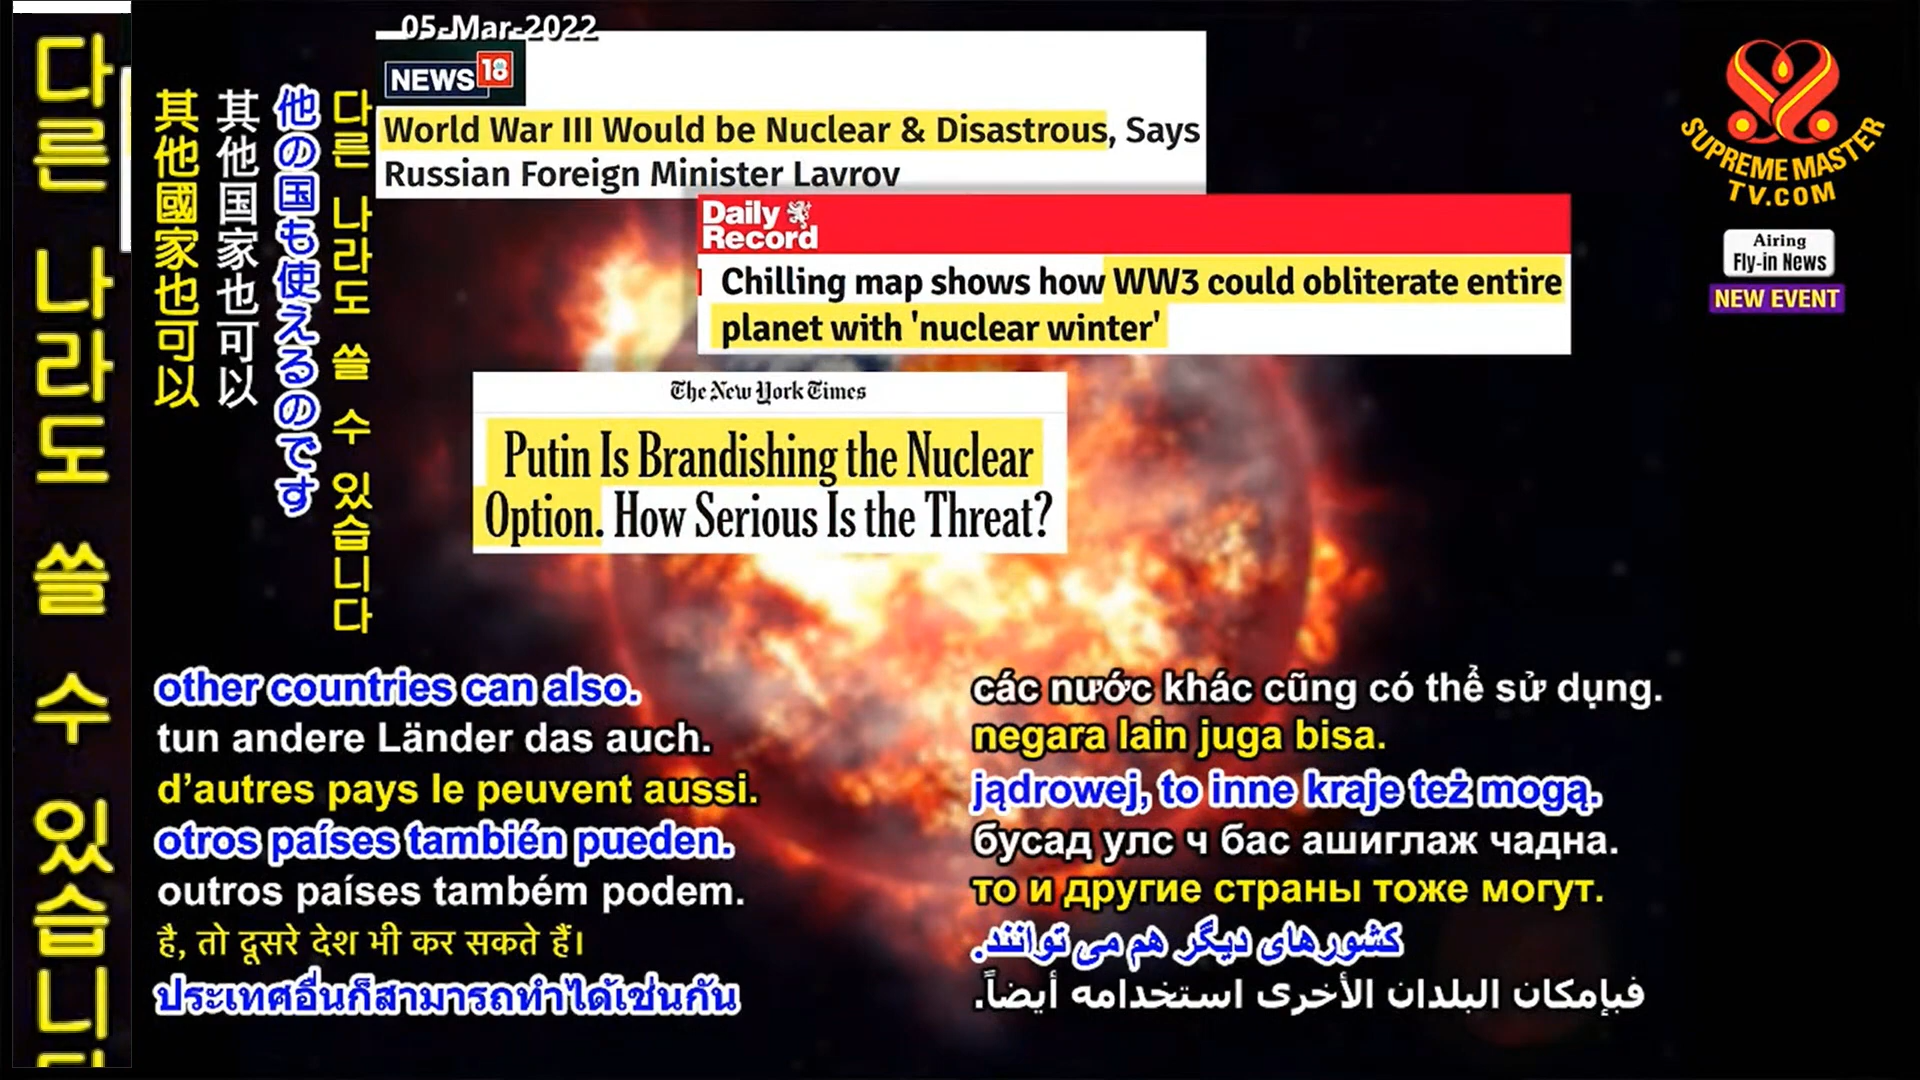 다른 나라도 쓸 수 있습니다
其他國家也可以
其他国家也可以
他の国も使えるのです
다른 나라도 쓸 수 있습니다
05-Mar-2022
NEWS 18
World War III Would be Nuclear & Disastrous, Says
Russian Foreign Minister Lavrov
Daily
Record
Chilling map shows how WW3 could obliterate entire
planet with 'nuclear winter'
The New York Times
Putin Is Brandishing the Nuclear
Option. How Serious Is the Threat?
SUPREME MASTER
TV.COM
Airing
Fly-in News
NEW EVENT
other countries can also.
tun andere Länder das auch.
d’autres pays le peuvent aussi.
otros países también pueden.
outros países também podem.
है, तो दूसरे देश भी कर सकते हैं।
ประเทศอื่นก็สามารถทำได้เช่นกัน
các nước khác cũng có thể sử dụng.
negara lain juga bisa.
jądrowej, to inne kraje też mogą.
бусад улс ч бас ашиглаж чадна.
то и другие страны тоже могут.
کشورهای دیگر هم می توانند.
فبإمكان البلدان الأخرى استخدامه أيضاً.